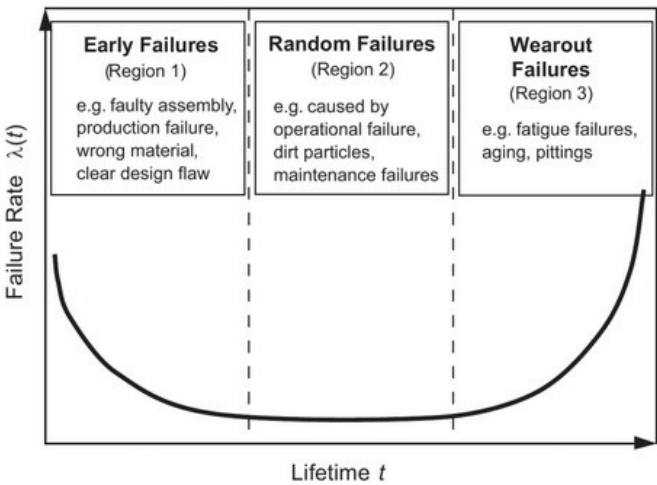 Failure Rate λ(t)
Early Failures
(Region 1)
e.g. faulty assembly,
production failure,
wrong material,
clear design flaw
Random Failures
(Region 2)
e.g. caused by
operational failure,
dirt particles,
maintenance failures
Wearout
Failures
(Region 3)
e.g. fatigue failures,
aging, pittings
Lifetime t